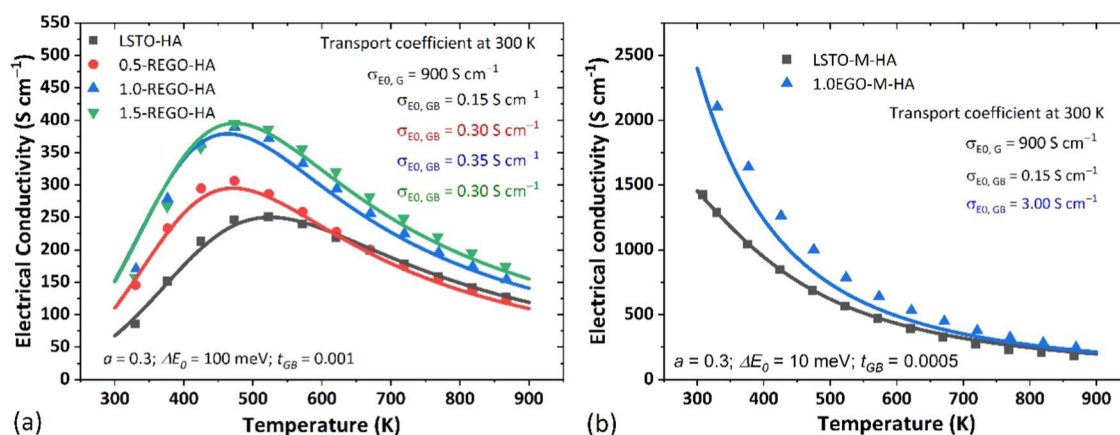 550
500
450
400
350
300
250
200
150
100
50
0
Electrical Conductivity (S cm⁻¹)
LSTO-HA
0.5-REGO-HA
1.0-REGO-HA
1.5-REGO-HA
Transport coefficient at 300 K
σE0, G = 900 S cm⁻¹
σE0, GB = 0.15 S cm⁻¹
σE0, GB = 0.30 S cm⁻¹
σE0, GB = 0.35 S cm⁻¹
σE0, GB = 0.30 S cm⁻¹
a = 0.3; ΔE₀ = 100 meV; tGB = 0.001
300 400 500 600 700 800 900
Temperature (K)
(a)
2500
2000
1500
1000
500
0
Electrical conductivity (S cm⁻¹)
LSTO-M-HA
1.0EGO-M-HA
Transport coefficient at 300 K
σE0, G = 900 S cm⁻¹
σE0, GB = 0.15 S cm⁻¹
σE0, GB = 3.00 S cm⁻¹
a = 0.3; ΔE₀ = 10 meV; tGB = 0.0005
300 400 500 600 700 800 900
Temperature (K)
(b)